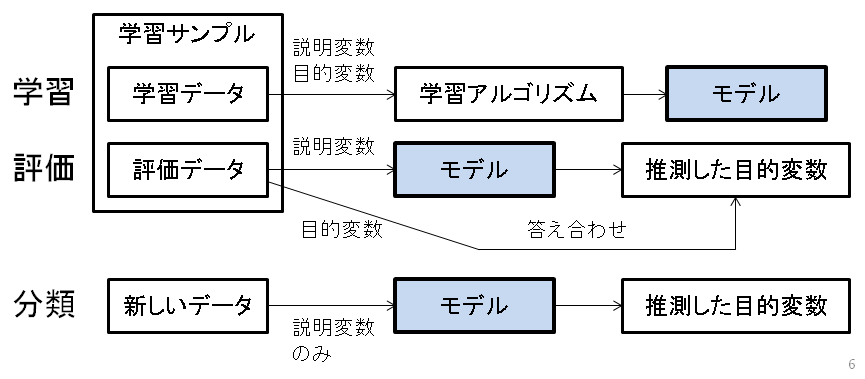 学習サンプル
説明変数
目的変数
学習
学習データ
学習アルゴリズム
モデル
説明変数
評価
評価データ
モデル
推測した目的変数
目的変数
答え合わせ
分類
新しいデータ
モデル
推測した目的変数
説明変数
のみ
6